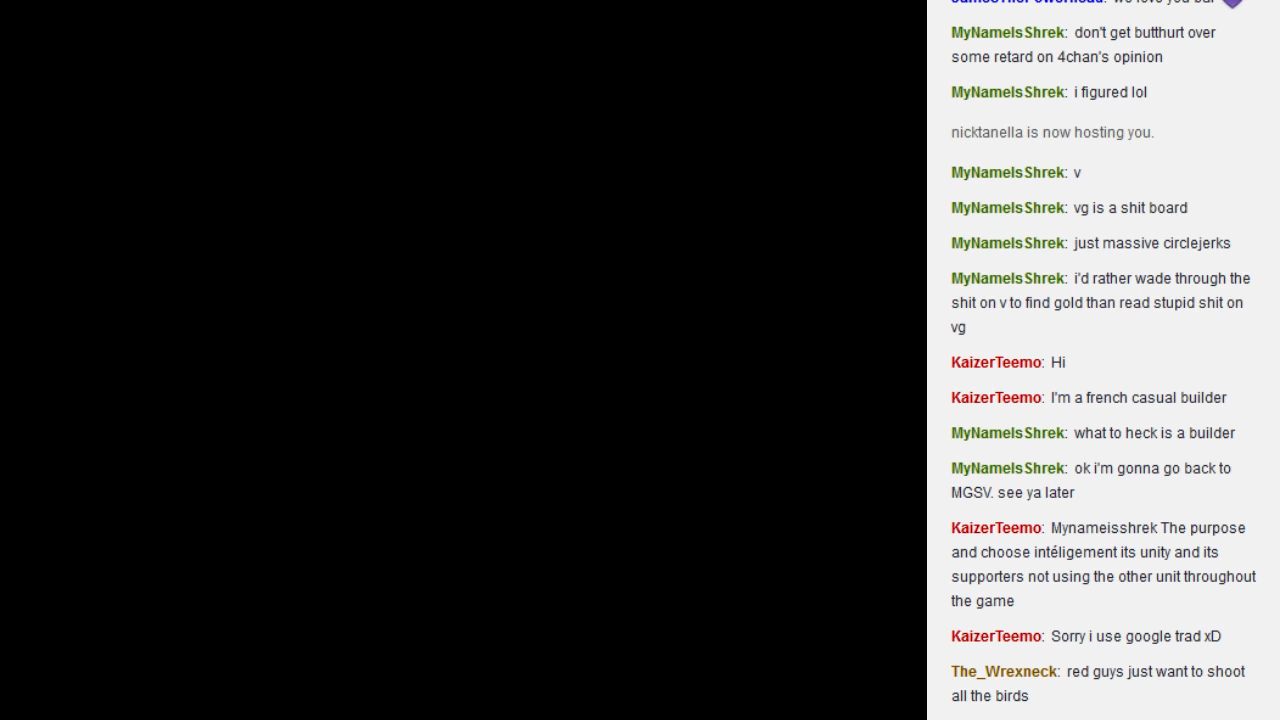 MyNameIsShrek: don't get butthurt over
some retard on 4chan's opinion
MyNameIsShrek: i figured lol
nicktanella is now hosting you.
MyNameIsShrek: v
MyNameIsShrek: vg is a shit board
MyNameIsShrek: just massive circlejerks
MyNameIsShrek: i'd rather wade through the
shit on v to find gold than read stupid shit on
vg
KaizerTeemo: Hi
KaizerTeemo: I'm a french casual builder
MyNameIsShrek: what to heck is a builder
MyNameIsShrek: ok i'm gonna go back to
MGSV. see ya later
KaizerTeemo: Mynameisshrek The purpose
and choose intéligement its unity and its
supporters not using the other unit throughout
the game
KaizerTeemo: Sorry i use google trad xD
The_Wrexneck: red guys just want to shoot
all the birds